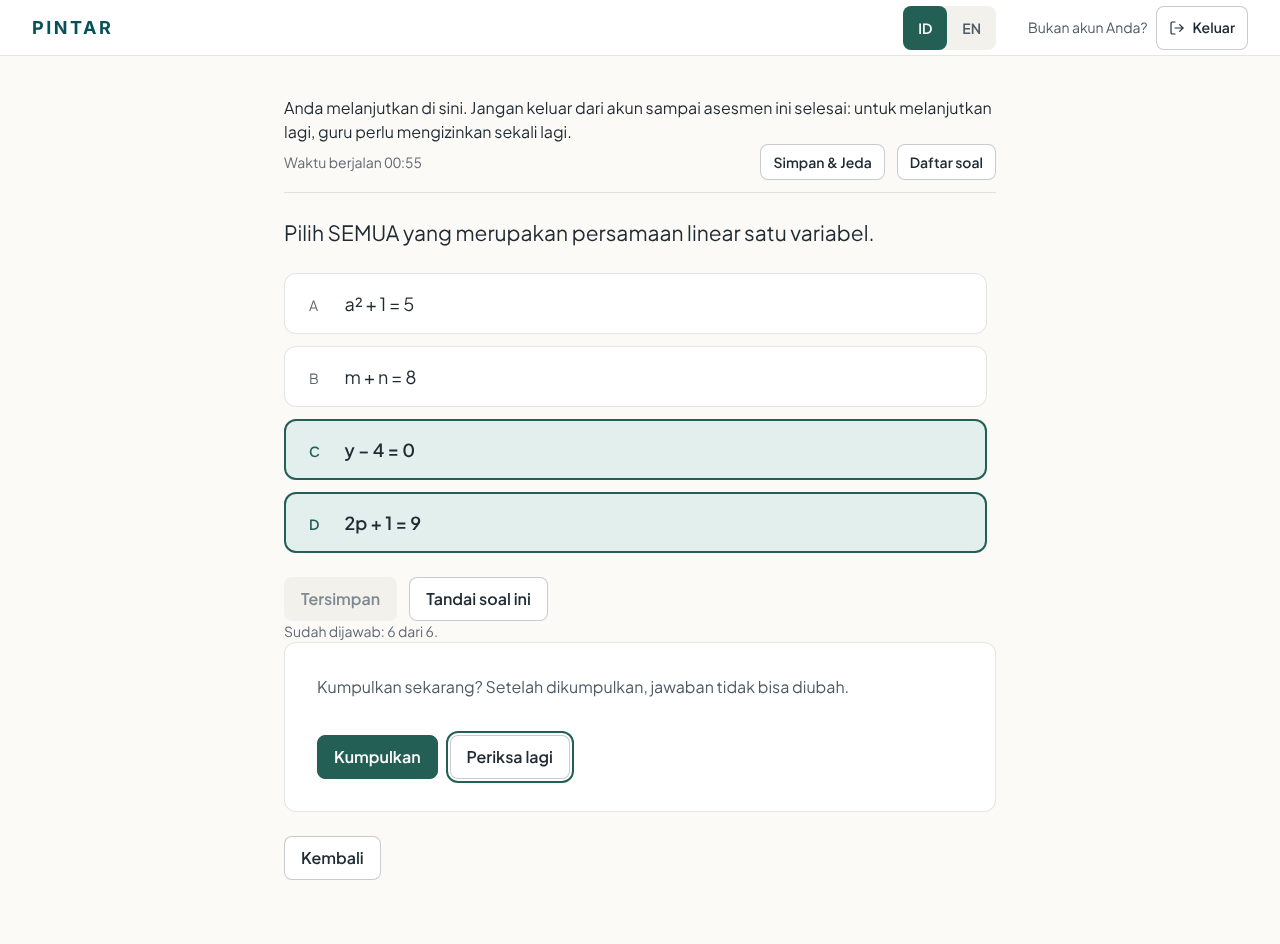 PINTAR
ID
EN
Bukan akun Anda?
Keluar
Anda melanjutkan di sini. Jangan keluar dari akun sampai asesmen ini selesai: untuk melanjutkan
lagi, guru perlu mengizinkan sekali lagi.
Waktu berjalan 00:55
Simpan & Jeda
Daftar soal
Pilih SEMUA yang merupakan persamaan linear satu variabel.
A a² + 1 = 5
B m + n = 8
C y − 4 = 0
D 2p + 1 = 9
Tersimpan
Tandai soal ini
Sudah dijawab: 6 dari 6.
Kumpulkan sekarang? Setelah dikumpulkan, jawaban tidak bisa diubah.
Kumpulkan
Periksa lagi
Kembali